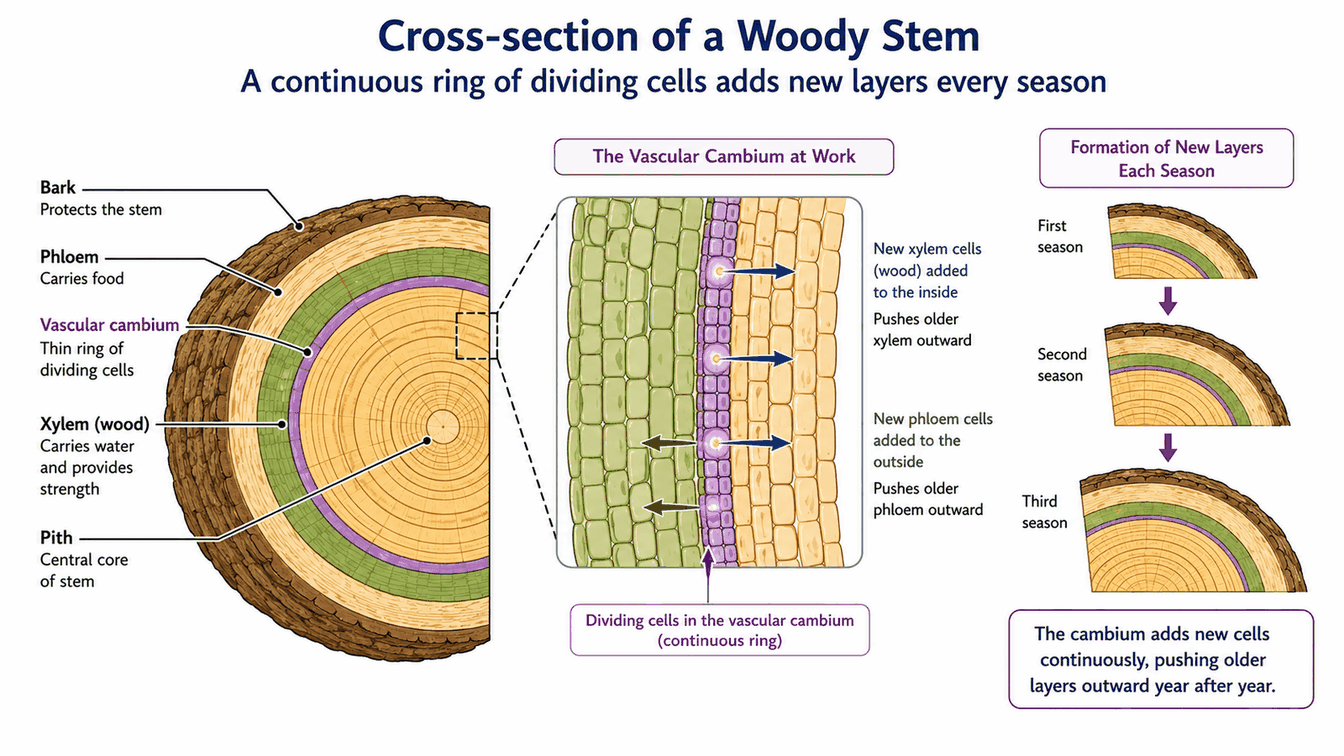 Cross-section of a Woody Stem
A continuous ring of dividing cells adds new layers every season
Bark
Protects the stem
Phloem
Carries food
Vascular cambium
Thin ring of
dividing cells
Xylem (wood)
Carries water
and provides
strength
Pith
Central core
of stem
The Vascular Cambium at Work
New xylem cells
(wood) added
to the inside
Pushes older
xylem outward
New phloem cells
added to the
outside
Pushes older
phloem outward
Dividing cells in the vascular cambium
(continuous ring)
Formation of New Layers
Each Season
First
season
Second
season
Third
season
The cambium adds new cells
continuously, pushing older
layers outward year after year.